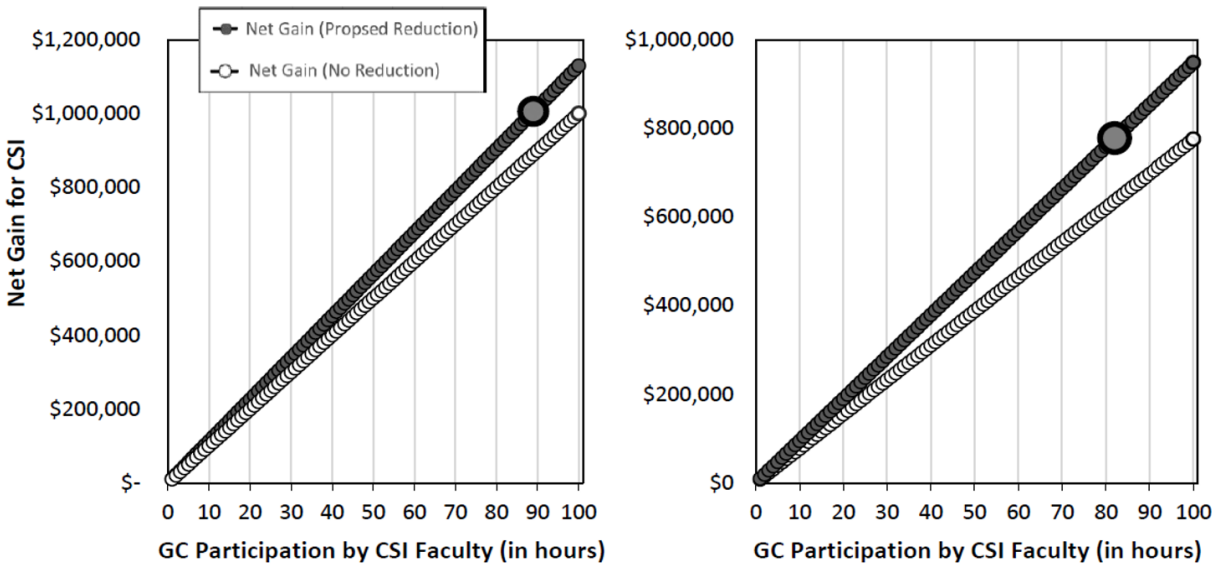 Net Gain (Propsed Reduction)
Net Gain (No Reduction)
Net Gain for CSI
$1,200,000
$1,000,000
$800,000
$600,000
$400,000
$200,000
$-
0 10 20 30 40 50 60 70 80 90 100
GC Participation by CSI Faculty (in hours)
$1,000,000
$800,000
$600,000
$400,000
$200,000
$0
0 10 20 30 40 50 60 70 80 90 100
GC Participation by CSI Faculty (in hours)